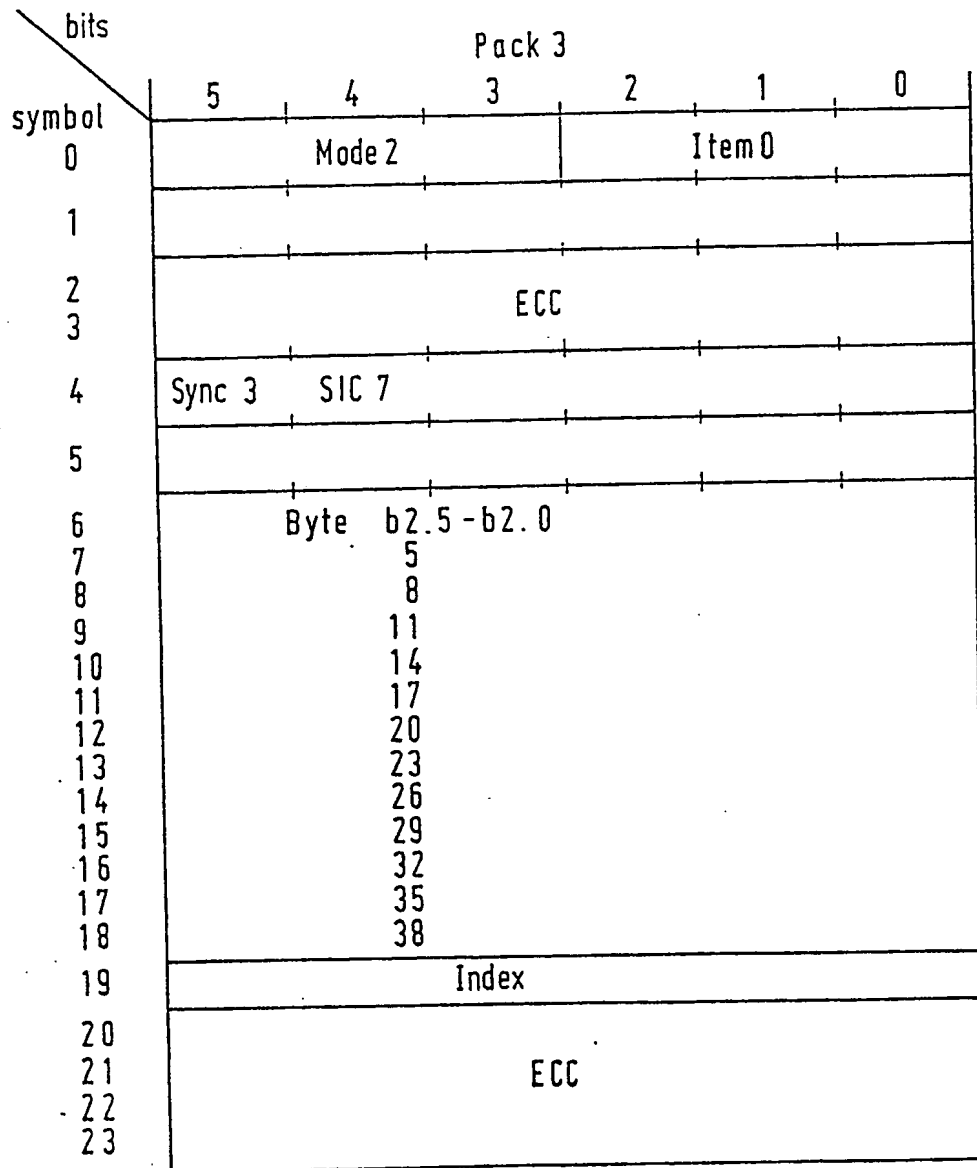 bits
Pack 3
5 4 3 2 1 0
symbol
0 Mode 2 Item 0
1
2
ECC
3
4 Sync 3 SIC 7
5
6 Byte b2.5-b2.0
7 5
8 8
9 11
10 14
11 17
12 20
13 23
14 26
15 29
16 32
17 35
18 38
19 Index
20
21 ECC
22
23